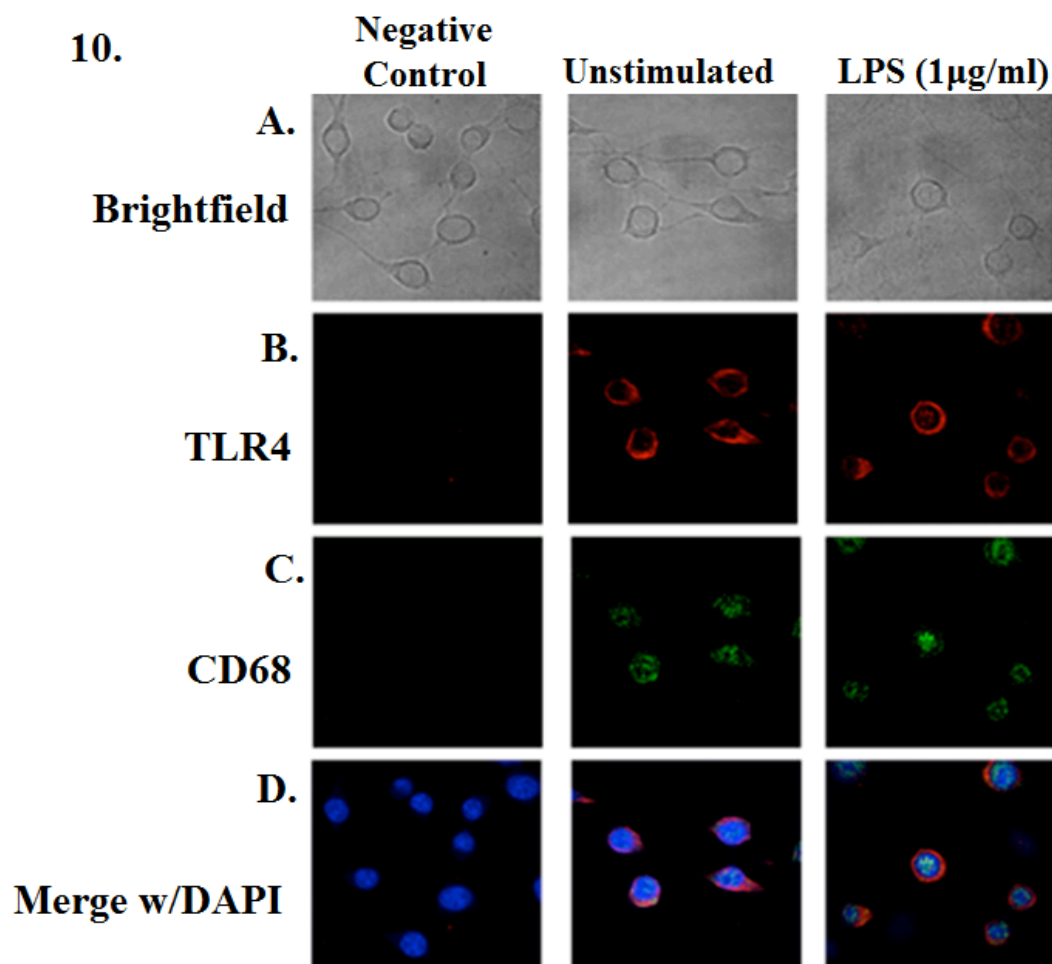 10.
Negative
Control
Unstimulated
LPS (1µg/ml)
A.
Brightfield
B.
TLR4
C.
CD68
D.
Merge w/DAPI